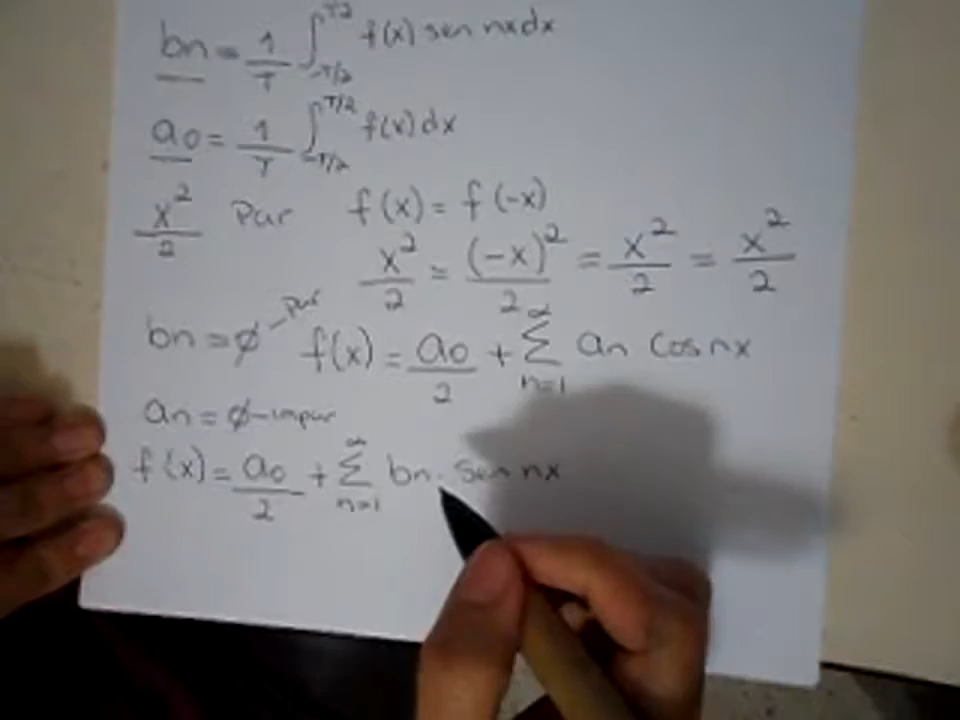 bn = 1/T ∫_{-T/2}^{T/2} f(x) sen nx dx
a0 = 1/T ∫_{-T/2}^{T/2} f(x) dx
x²/2 Par f(x) = f(-x)
x²/2 = (-x)²/2 = x²/2 = x²/2
bn = ∅ - par f(x) = a0/2 + ∑_{n=1}^{∞} an cos nx
an = ∅ - impar
f(x) = a0/2 + ∑_{n=1}^{∞} bn · sen nx